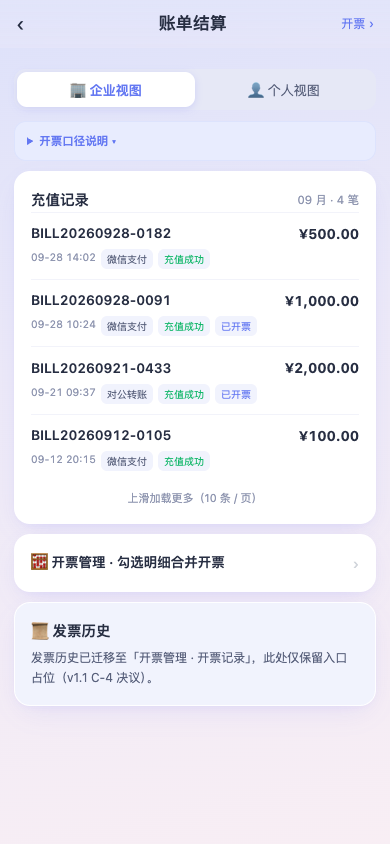 ‹ 账单结算 开票 ›
企业视图 个人视图
▶ 开票口径说明 ▾
充值记录 09 月 · 4 笔
BILL20260928-0182 ¥500.00
09-28 14:02 微信支付 充值成功
BILL20260928-0091 ¥1,000.00
09-28 10:24 微信支付 充值成功 已开票
BILL20260921-0433 ¥2,000.00
09-21 09:37 对公转账 充值成功 已开票
BILL20260912-0105 ¥100.00
09-12 20:15 微信支付 充值成功
上滑加载更多（10 条 / 页）
开票管理 · 勾选明细合并开票 ›
发票历史
发票历史已迁移至「开票管理 · 开票记录」，此处仅保留入口
占位（v1.1 C-4 决议）。